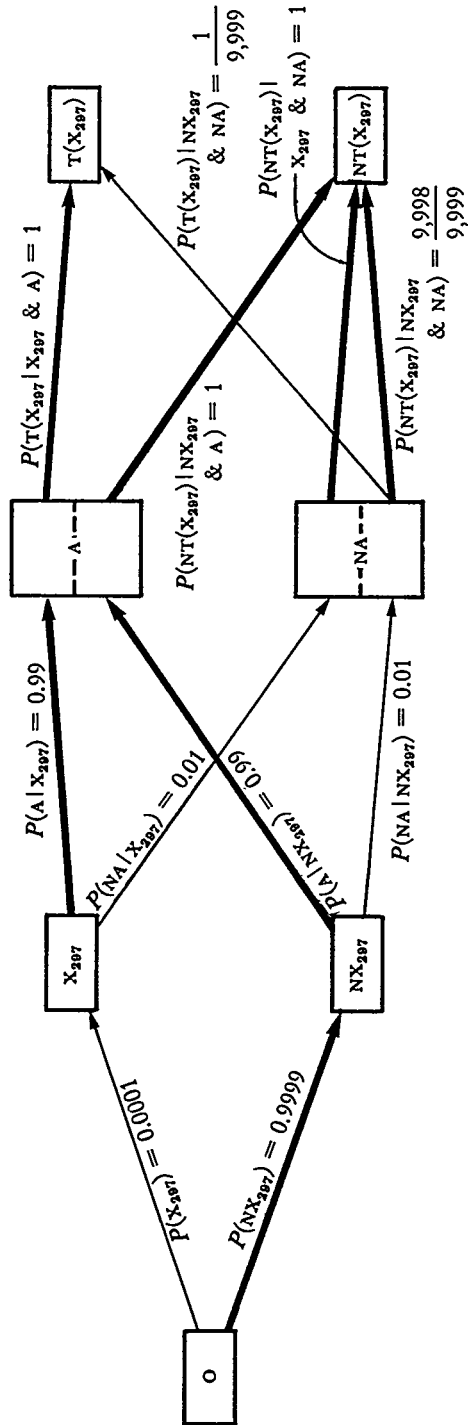 O
P(X₂₉₇) = 0.0001
P(NX₂₉₇) = 0.9999
X₂₉₇
NX₂₉₇
P(A | X₂₉₇) = 0.99
P(NA | X₂₉₇) = 0.01
P(A | NX₂₉₇) = 0.99
P(NA | NX₂₉₇) = 0.01
A
NA
P(T(X₂₉₇ | X₂₉₇ & A) = 1
P(NT(X₂₉₇) | NX₂₉₇
& A) = 1
P(T(X₂₉₇) | NX₂₉₇
& NA) = 1/9,999
P(NT(X₂₉₇) |
X₂₉₇ & NA) = 1
P(NT(X₂₉₇) | NX₂₉₇
& NA) = 9,998/9,999
T(X₂₉₇)
NT(X₂₉₇)